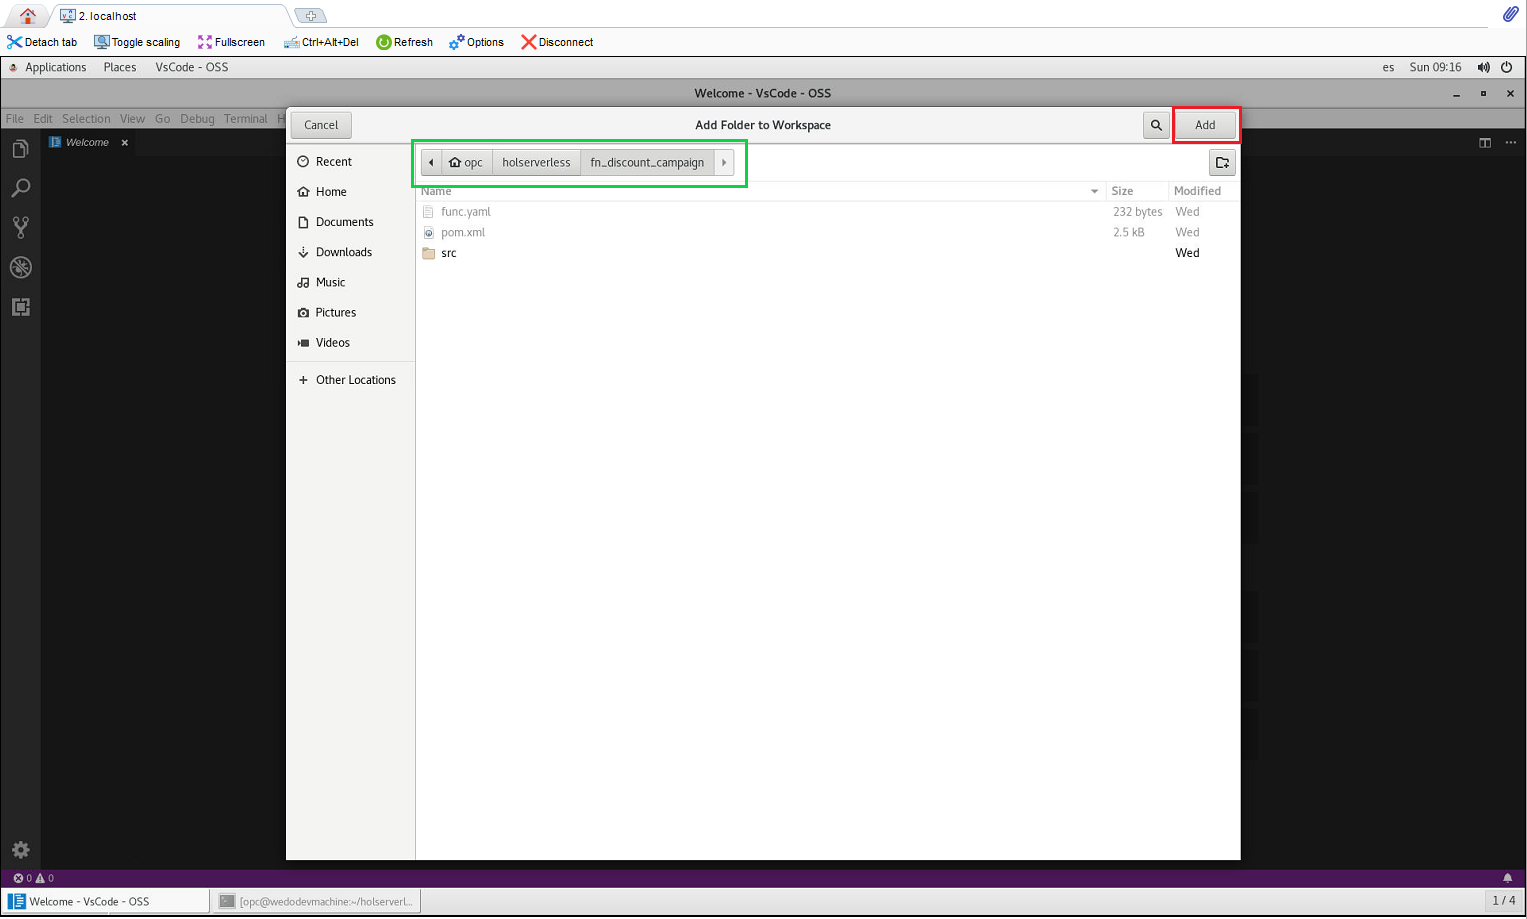 2. localhost
Detach tab Toggle scaling Fullscreen Ctrl+Alt+Del Refresh Options Disconnect
Applications Places VsCode - OSS es Sun 09:16
Welcome - VsCode - OSS
File Edit Selection View Go Debug Terminal H
Cancel Add Folder to Workspace Add
Welcome
Recent
Home
Documents
Downloads
Music
Pictures
Videos
Other Locations
opc holserverless fn_discount_campaign
Name Size Modified
func.yaml 232 bytes Wed
pom.xml 2.5 kB Wed
src Wed
0 0
Welcome - VsCode - OSS [opc@wedodevmachine:~/holserverl... 1 / 4